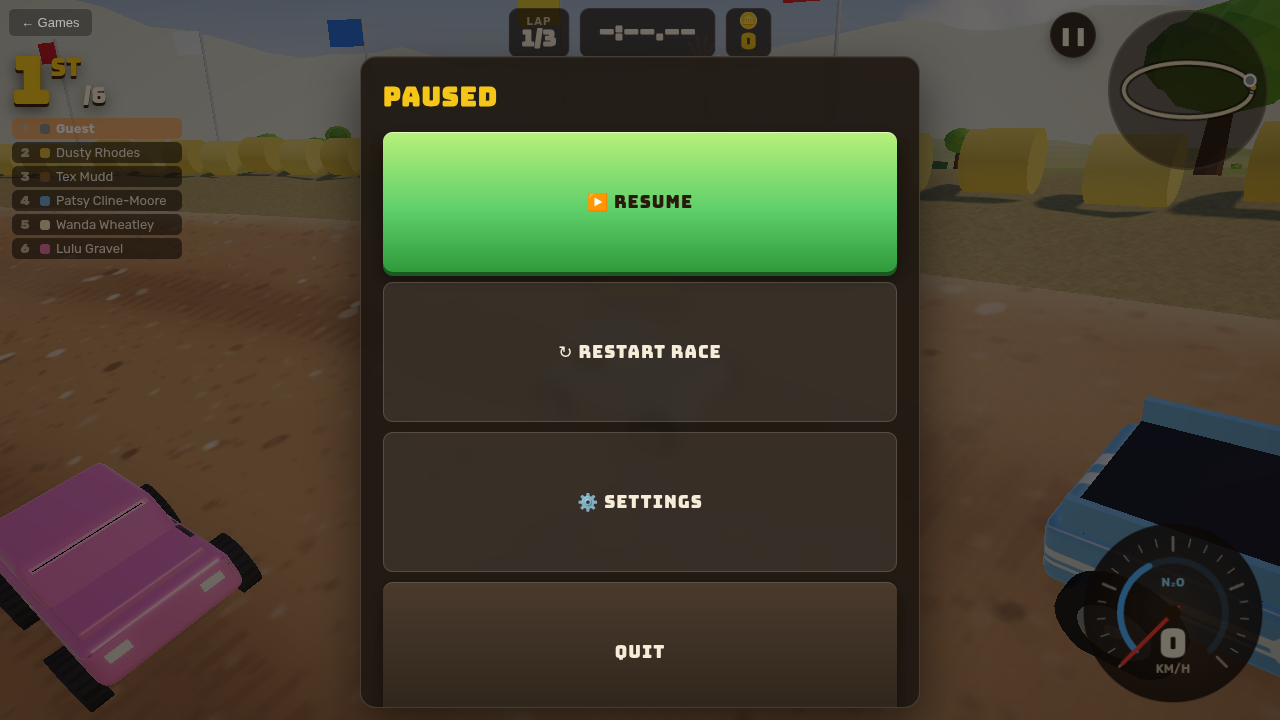 ← Games
LAP
1/3
-:--.--
0
1ST
/6
1 Guest
2 Dusty Rhodes
3 Tex Mudd
4 Patsy Cline-Moore
5 Wanda Wheatley
6 Lulu Gravel
PAUSED
▶️ RESUME
↻ RESTART RACE
⚙️ SETTINGS
QUIT
N₂O
0
KM/H